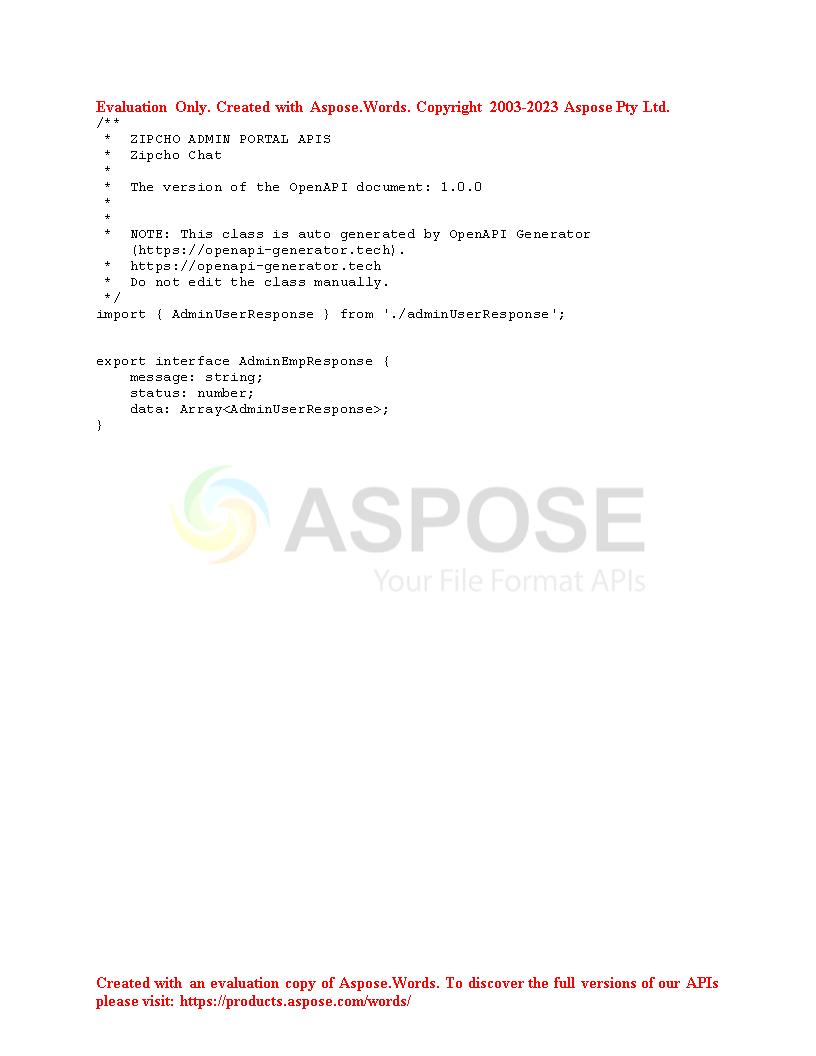 Evaluation Only. Created with Aspose.Words. Copyright 2003-2023 Aspose Pty Ltd.
/**
 *  ZIPCHO ADMIN PORTAL APIS
 *  Zipcho Chat
 *
 *  The version of the OpenAPI document: 1.0.0
 *
 *
 *  NOTE: This class is auto generated by OpenAPI Generator
    (https://openapi-generator.tech).
 *  https://openapi-generator.tech
 *  Do not edit the class manually.
 */
import { AdminUserResponse } from './adminUserResponse';
export interface AdminEmpResponse {
    message: string;
    status: number;
    data: Array<AdminUserResponse>;
}
ASPOSE
Your File Format APIs
Created with an evaluation copy of Aspose.Words. To discover the full versions of our APIs
please visit: https://products.aspose.com/words/